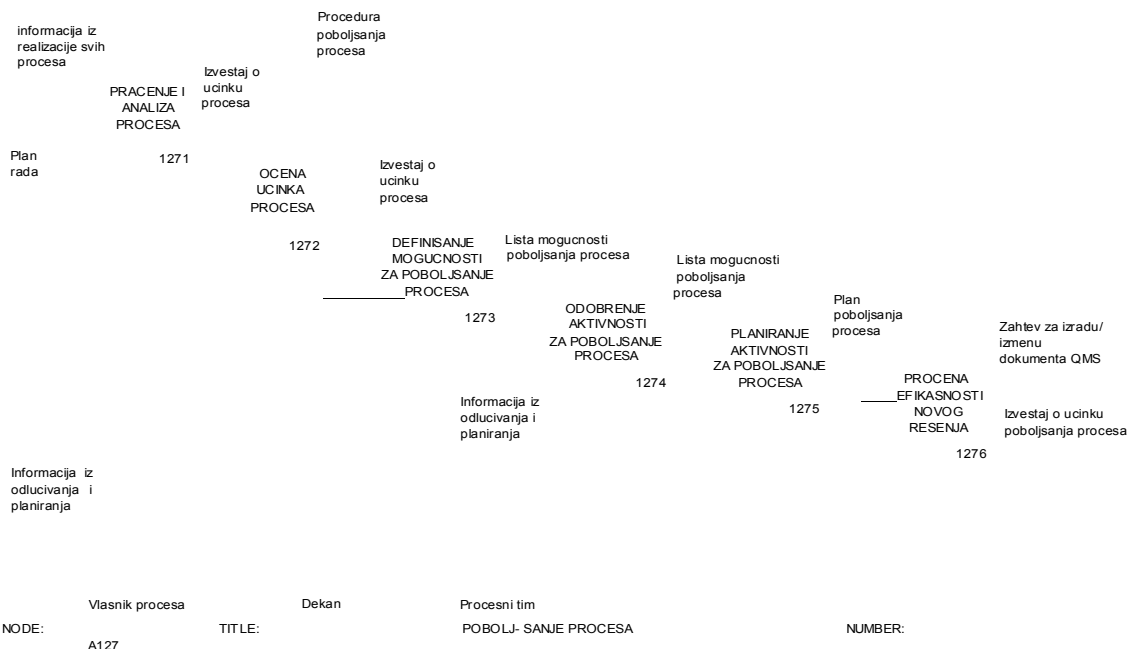 Procedura
poboljsanja
procesa
informacija iz
realizacije svih
procesa
Izvestaj o
ucinku
procesa
PRACENJE I
ANALIZA
PROCESA
1271
Plan
rada
OCENA
UCINKA
PROCESA
1272
Izvestaj o
ucinku
procesa
DEFINISANJE
MOGUCNOSTI
ZA POBOLJSANJE
PROCESA
1273
Lista mogucnosti
poboljsanja procesa
ODOBRENJE
AKTIVNOSTI
ZA POBOLJSANJE
PROCESA
1274
Lista mogucnosti
poboljsanja
procesa
PLANIRANJE
AKTIVNOSTI
ZA POBOLJSANJE
PROCESA
1275
Plan
poboljsanja
procesa
PROCENA
EFIKASNOSTI
NOVOG
RESENJA
1276
Zahtev za izradu/
izmenu
dokumenta QMS
Izvestaj o ucinku
poboljsanja procesa
Informacija iz
odlucivanja i
planiranja
Informacija iz
odlucivanja i
planiranja
Vlasnik procesa
Dekan
Procesni tim
NODE:
A127
TITLE:
POBOLJ- SANJE PROCESA
NUMBER: